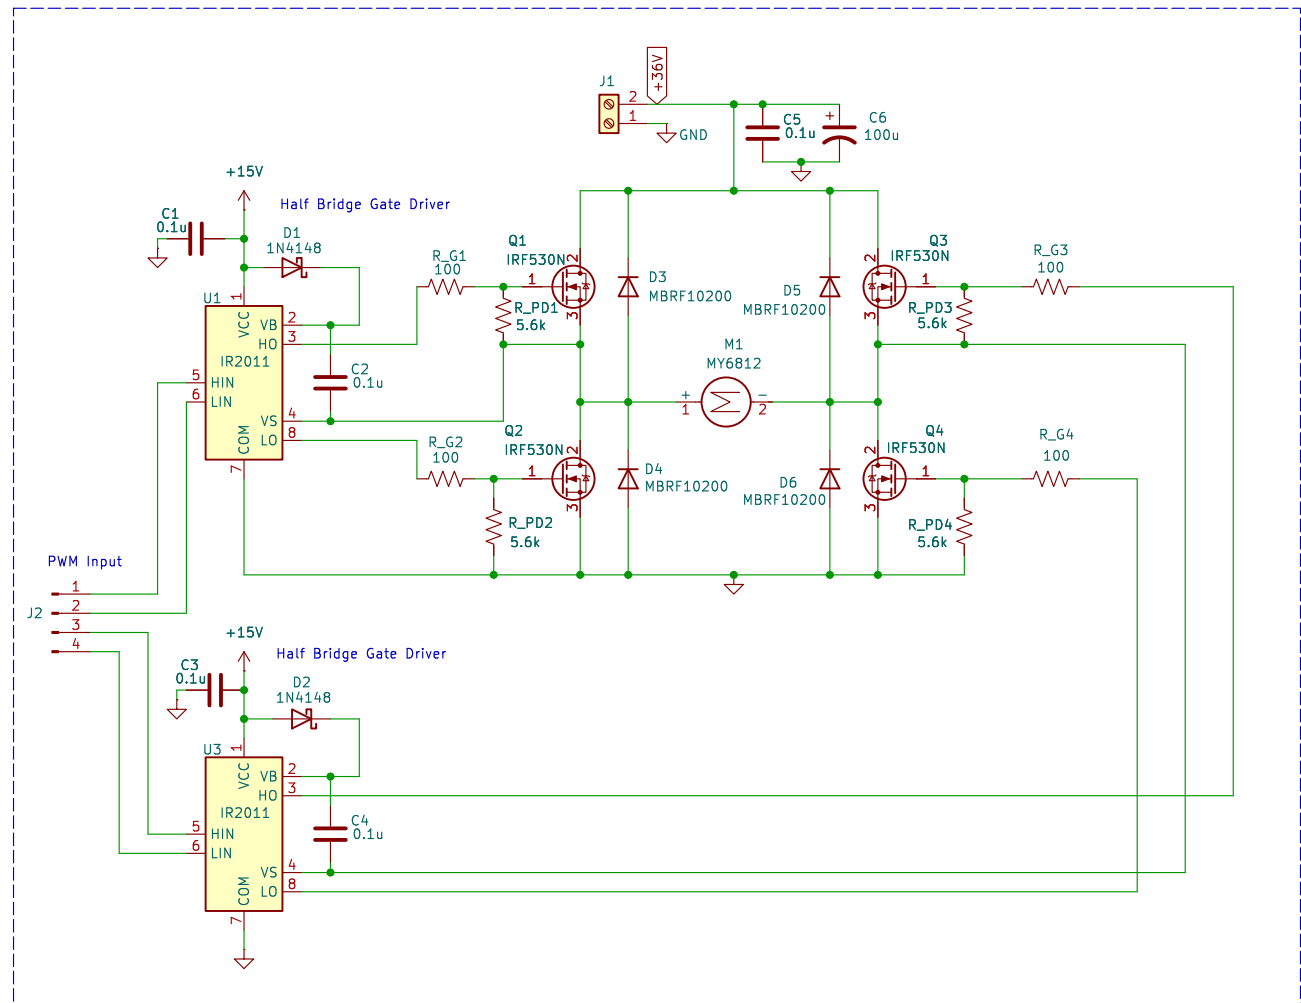 +36V
J1
2
1
GND
C5
0.1u
+
C6
100u
+15V
Half Bridge Gate Driver
C1
0.1u
D1
1N4148
R_G1
100
Q1
IRF530N
2
1
3
R_PD1
5.6k
D3
MBRF10200
D5
MBRF10200
Q3
IRF530N
2
1
3
R_PD3
5.6k
R_G3
100
U1
1
VCC
VB 2
HO 3
IR2011
5 HIN
6 LIN
VS 4
LO 8
COM
7
C2
0.1u
M1
MY6812
+
1
-
2
R_G2
100
Q2
IRF530N
2
1
3
R_PD2
5.6k
D4
MBRF10200
D6
MBRF10200
Q4
IRF530N
2
1
3
R_PD4
5.6k
R_G4
100
PWM Input
J2
1
2
3
4
+15V
Half Bridge Gate Driver
C3
0.1u
D2
1N4148
U3
1
VCC
VB 2
HO 3
IR2011
5 HIN
6 LIN
VS 4
LO 8
COM
7
C4
0.1u